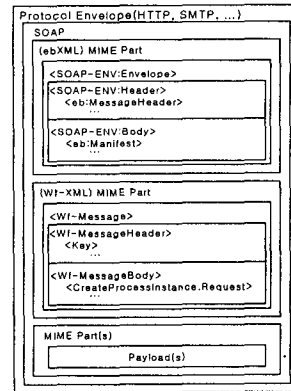 Protocol Envelope(HTTP, SMTP, ...)
SOAP
(ebXML) MIME Part
<SOAP-ENV:Envelope>
<SOAP-ENV:Header>
<eb:MessageHeader>
...
<SOAP-ENV:Body>
<eb:Manifest>
...
(Wf-XML) MIME Part
<Wf-Message>
<Wf-MessageHeader>
<Key>
...
<Wf-MessageBody>
<CreateProcessInstance.Request>
...
MIME Part(s)
Payload(s)